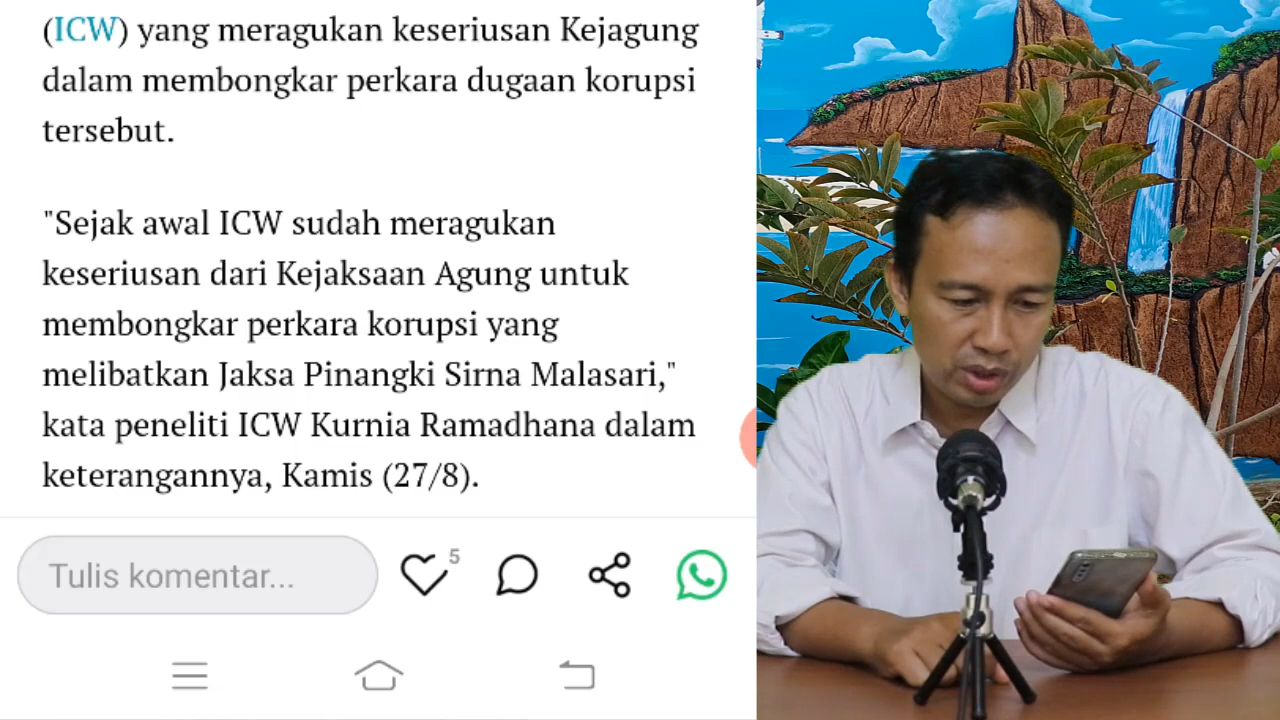 (ICW) yang meragukan keseriusan Kejagung
dalam membongkar perkara dugaan korupsi
tersebut.
"Sejak awal ICW sudah meragukan
keseriusan dari Kejaksaan Agung untuk
membongkar perkara korupsi yang
melibatkan Jaksa Pinangki Sirna Malasari,"
kata peneliti ICW Kurnia Ramadhana dalam
keterangannya, Kamis (27/8).
Tulis komentar...
5